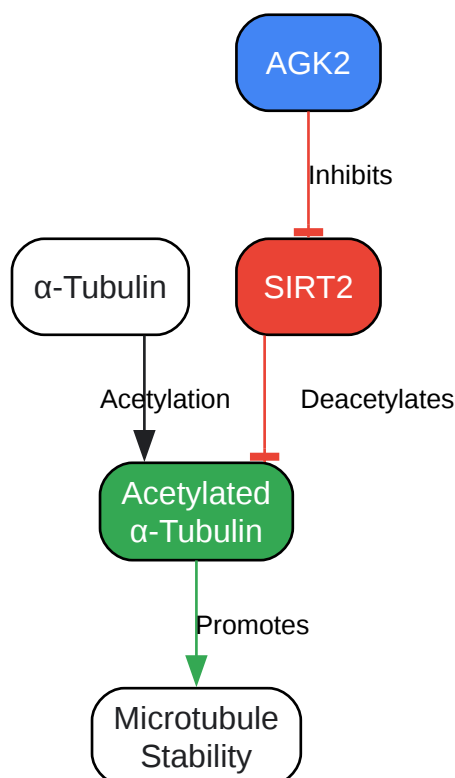 AGK2
Inhibits
α-Tubulin
SIRT2
Acetylation
Deacetylates
Acetylated
α-Tubulin
Promotes
Microtubule
Stability